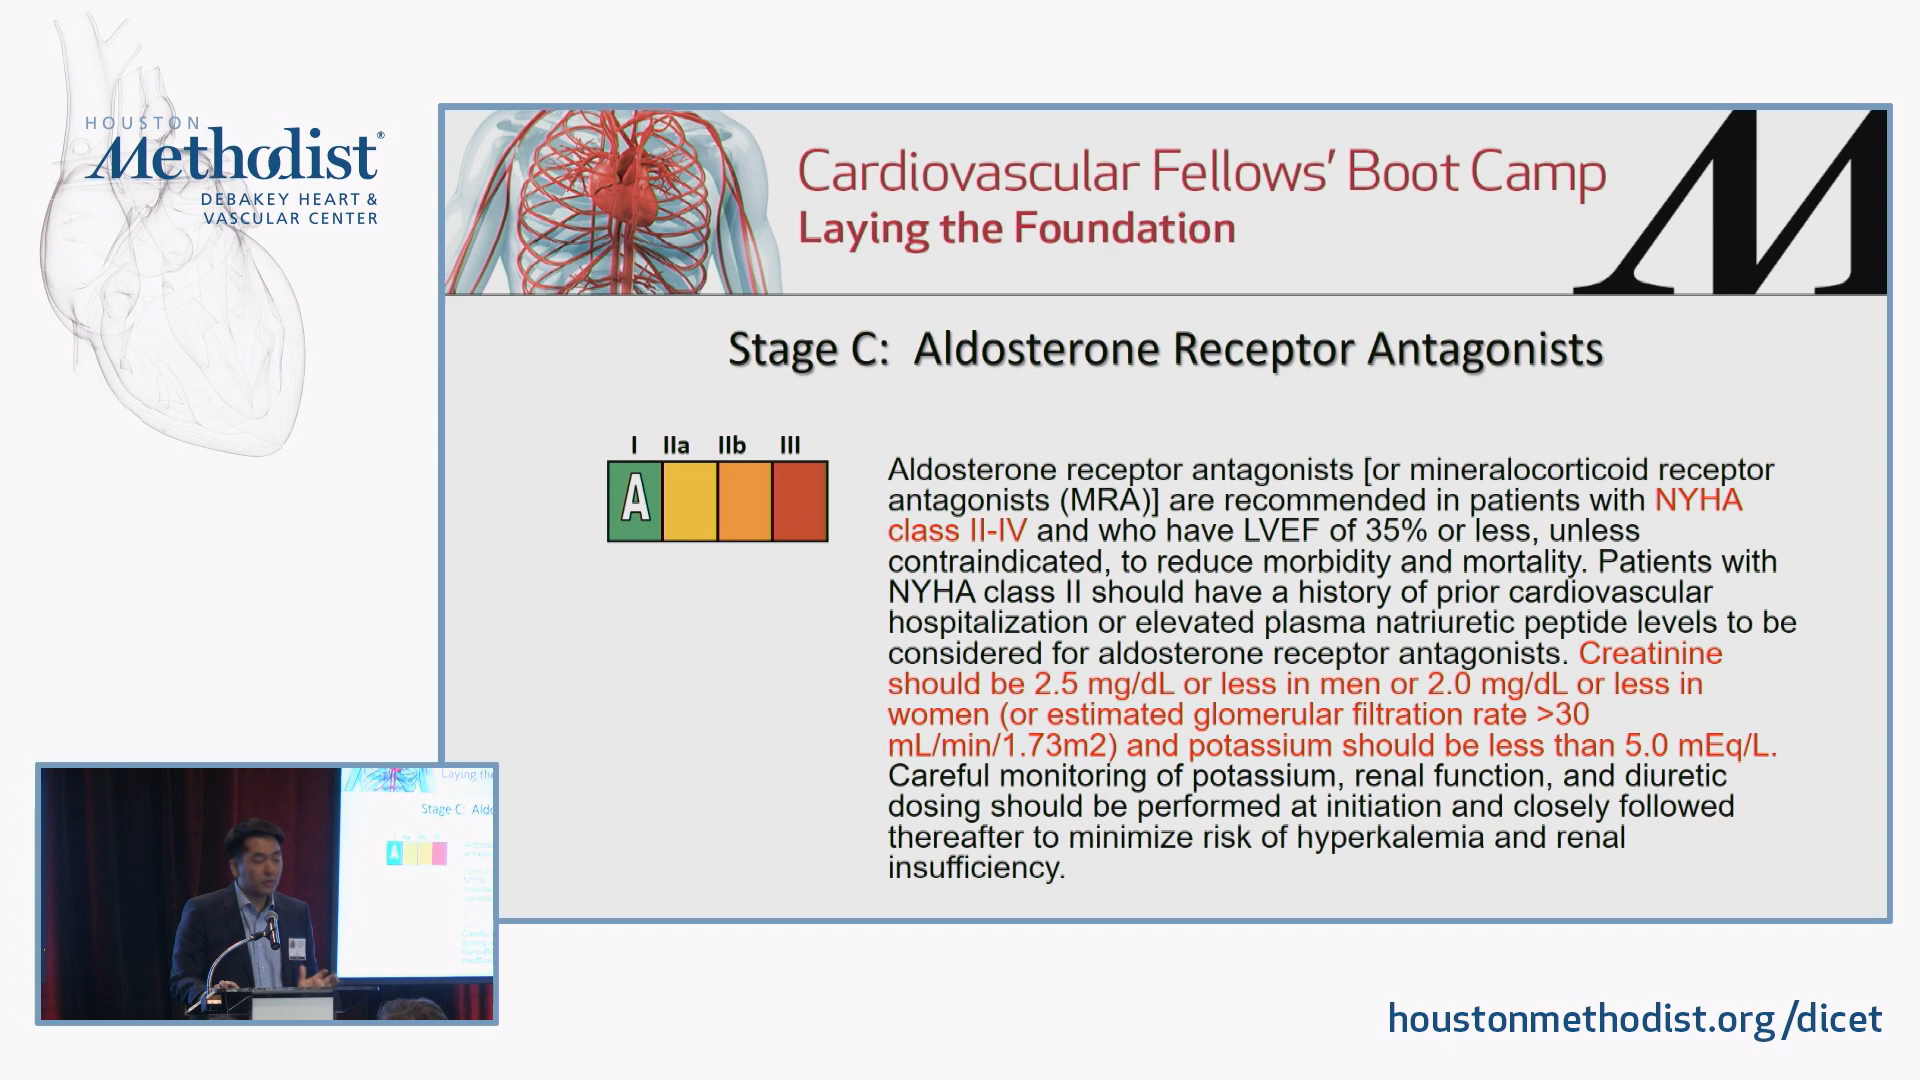 HOUSTON
Methodist®
DEBAKEY HEART &
VASCULAR CENTER
Cardiovascular Fellows' Boot Camp
Laying the Foundation
M
Stage C: Aldosterone Receptor Antagonists
I IIa IIb III
A
Aldosterone receptor antagonists [or mineralocorticoid receptor
antagonists (MRA)] are recommended in patients with NYHA
class II-IV and who have LVEF of 35% or less, unless
contraindicated, to reduce morbidity and mortality. Patients with
NYHA class II should have a history of prior cardiovascular
hospitalization or elevated plasma natriuretic peptide levels to be
considered for aldosterone receptor antagonists. Creatinine
should be 2.5 mg/dL or less in men or 2.0 mg/dL or less in
women (or estimated glomerular filtration rate >30
mL/min/1.73m2) and potassium should be less than 5.0 mEq/L.
Careful monitoring of potassium, renal function, and diuretic
dosing should be performed at initiation and closely followed
thereafter to minimize risk of hyperkalemia and renal
insufficiency.
Laying the
Stage C: Aldo
A
houstonmethodist.org/dicet